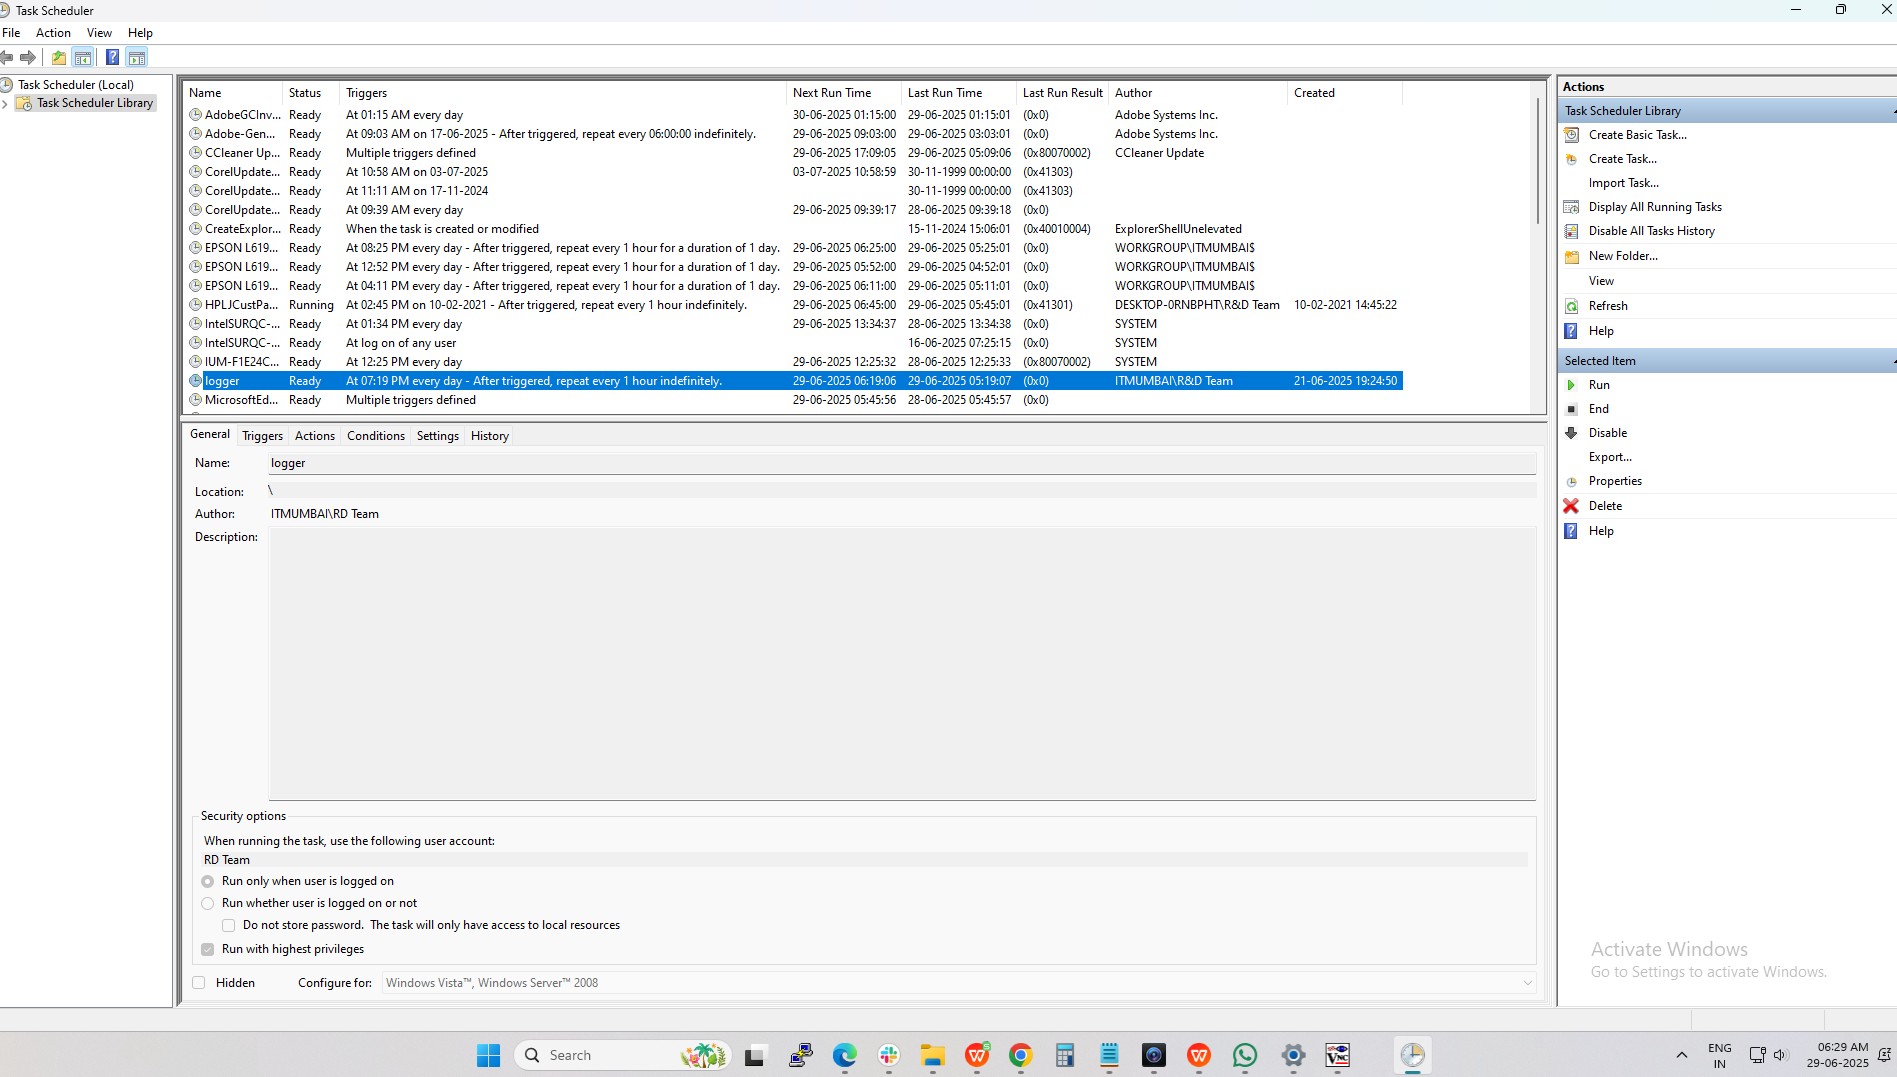 Task Scheduler
File Action View Help
Task Scheduler (Local)
Task Scheduler Library
Name Status Triggers Next Run Time Last Run Time Last Run Result Author Created
AdobeGCInv... Ready At 01:15 AM every day 30-06-2025 01:15:00 29-06-2025 01:15:01 (0x0) Adobe Systems Inc.
Adobe-Gen... Ready At 09:03 AM on 17-06-2025 - After triggered, repeat every 06:00:00 indefinitely. 29-06-2025 09:03:00 29-06-2025 03:03:01 (0x0) Adobe Systems Inc.
CCleaner Up... Ready Multiple triggers defined 29-06-2025 17:09:05 29-06-2025 05:09:06 (0x80070002) CCleaner Update
CorelUpdate... Ready At 10:58 AM on 03-07-2025 03-07-2025 10:58:59 30-11-1999 00:00:00 (0x41303)
CorelUpdate... Ready At 11:11 AM on 17-11-2024 30-11-1999 00:00:00 (0x41303)
CorelUpdate... Ready At 09:39 AM every day 29-06-2025 09:39:17 28-06-2025 09:39:18 (0x0)
CreateExplor... Ready When the task is created or modified 15-11-2024 15:06:01 (0x40010004) ExplorerShellUnelevated
EPSON L619... Ready At 08:25 PM every day - After triggered, repeat every 1 hour for a duration of 1 day. 29-06-2025 06:25:00 29-06-2025 05:25:01 (0x0) WORKGROUP\ITMUMBAI$
EPSON L619... Ready At 12:52 PM every day - After triggered, repeat every 1 hour for a duration of 1 day. 29-06-2025 05:52:00 29-06-2025 04:52:01 (0x0) WORKGROUP\ITMUMBAI$
EPSON L619... Ready At 04:11 PM every day - After triggered, repeat every 1 hour for a duration of 1 day. 29-06-2025 06:11:00 29-06-2025 05:11:01 (0x0) WORKGROUP\ITMUMBAI$
HPLJCustPa... Running At 02:45 PM on 10-02-2021 - After triggered, repeat every 1 hour indefinitely. 29-06-2025 06:45:00 29-06-2025 05:45:01 (0x41301) DESKTOP-0RNBPHT\R&D Team 10-02-2021 14:45:22
IntelSURQC-... Ready At 01:34 PM every day 29-06-2025 13:34:37 28-06-2025 13:34:38 (0x0) SYSTEM
IntelSURQC-... Ready At log on of any user 16-06-2025 07:25:15 (0x0) SYSTEM
IUM-F1E24C... Ready At 12:25 PM every day 29-06-2025 12:25:32 28-06-2025 12:25:33 (0x80070002) SYSTEM
logger Ready At 07:19 PM every day - After triggered, repeat every 1 hour indefinitely. 29-06-2025 06:19:06 29-06-2025 05:19:07 (0x0) ITMUMBAI\R&D Team 21-06-2025 19:24:50
MicrosoftEd... Ready Multiple triggers defined 29-06-2025 05:45:56 28-06-2025 05:45:57 (0x0)
General Triggers Actions Conditions Settings History
Name: logger
Location: \
Author: ITMUMBAI\RD Team
Description:
Security options
When running the task, use the following user account:
RD Team
Run only when user is logged on
Run whether user is logged on or not
Do not store password. The task will only have access to local resources
Run with highest privileges
Hidden Configure for: Windows Vista™, Windows Server™ 2008
Actions
Task Scheduler Library
Create Basic Task...
Create Task...
Import Task...
Display All Running Tasks
Disable All Tasks History
New Folder...
View
Refresh
Help
Selected Item
Run
End
Disable
Export...
Properties
Delete
Help
Activate Windows
Go to Settings to activate Windows.
Search
VNC
ENG
IN
06:29 AM
29-06-2025